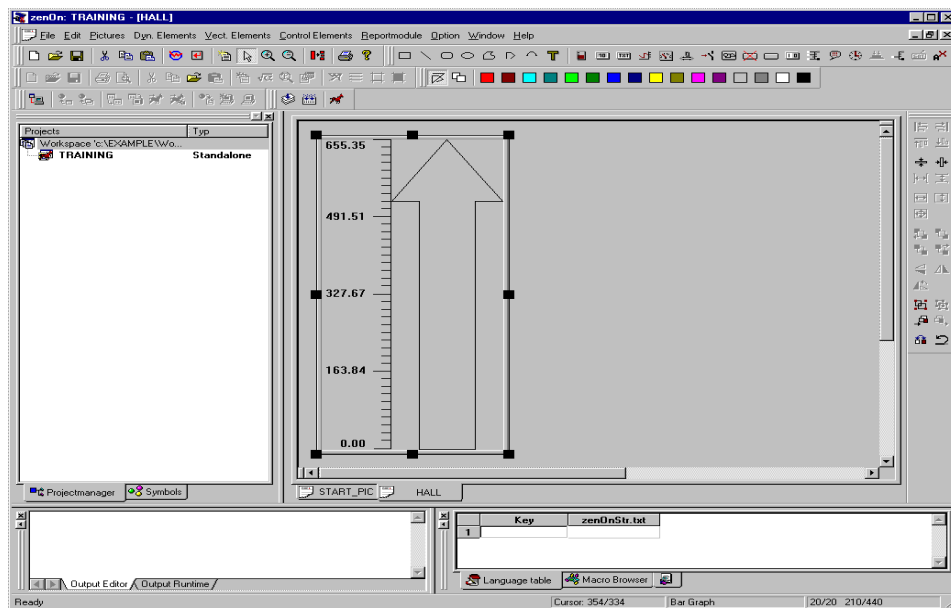 zenOn: TRAINING - [HALL]
File Edit Pictures Dyn. Elements Vect. Elements Control Elements Reportmodule Option Window Help
Projects Typ
Workspace 'c:\EXAMPLE\Wo...
TRAINING Standalone
655.35
491.51
327.67
163.84
0.00
Projectmanager Symbols
START_PIC HALL
Key zenOnStr.txt
1
Output Editor Output Runtime
Language table Macro Browser
Ready Cursor: 354/334 Bar Graph 20/20 210/440